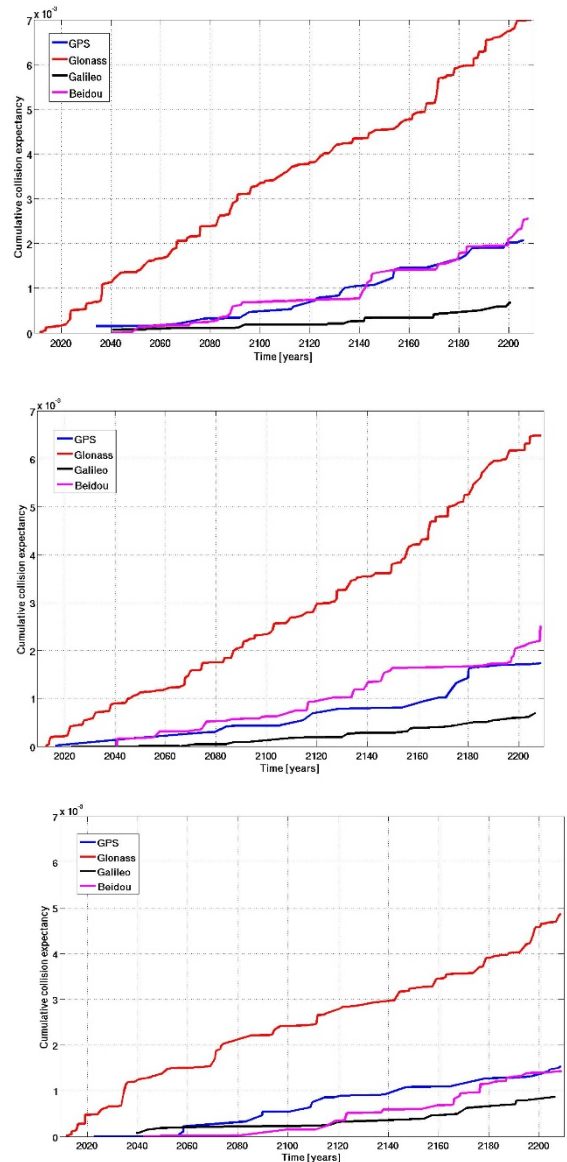 7 x 10⁻³
GPS
Glonass
Galileo
Beidou
6
5
4
3
2
1
0
Cumulative collision expectancy
2020 2040 2060 2080 2100 2120 2140 2160 2180 2200
Time [years]
7 x 10⁻³
GPS
Glonass
Galileo
Beidou
6
5
4
3
2
1
0
Cumulative collision expectancy
2020 2040 2060 2080 2100 2120 2140 2160 2180 2200
Time [years]
7 x 10⁻³
GPS
Glonass
Galileo
Beidou
6
5
4
3
2
1
0
Cumulative collision expectancy
2020 2040 2060 2080 2100 2120 2140 2160 2180 2200
Time [years]